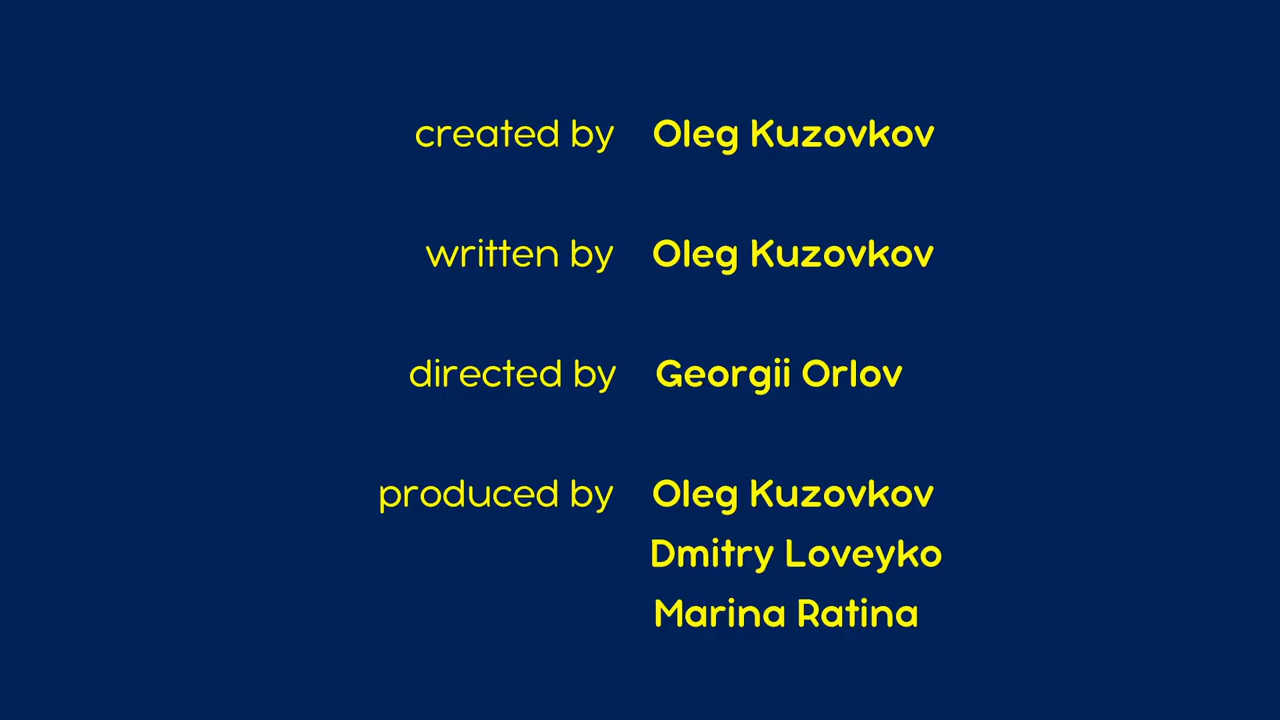 created by Oleg Kuzovkov
written by Oleg Kuzovkov
directed by Georgii Orlov
produced by Oleg Kuzovkov
Dmitry Loveyko
Marina Ratina